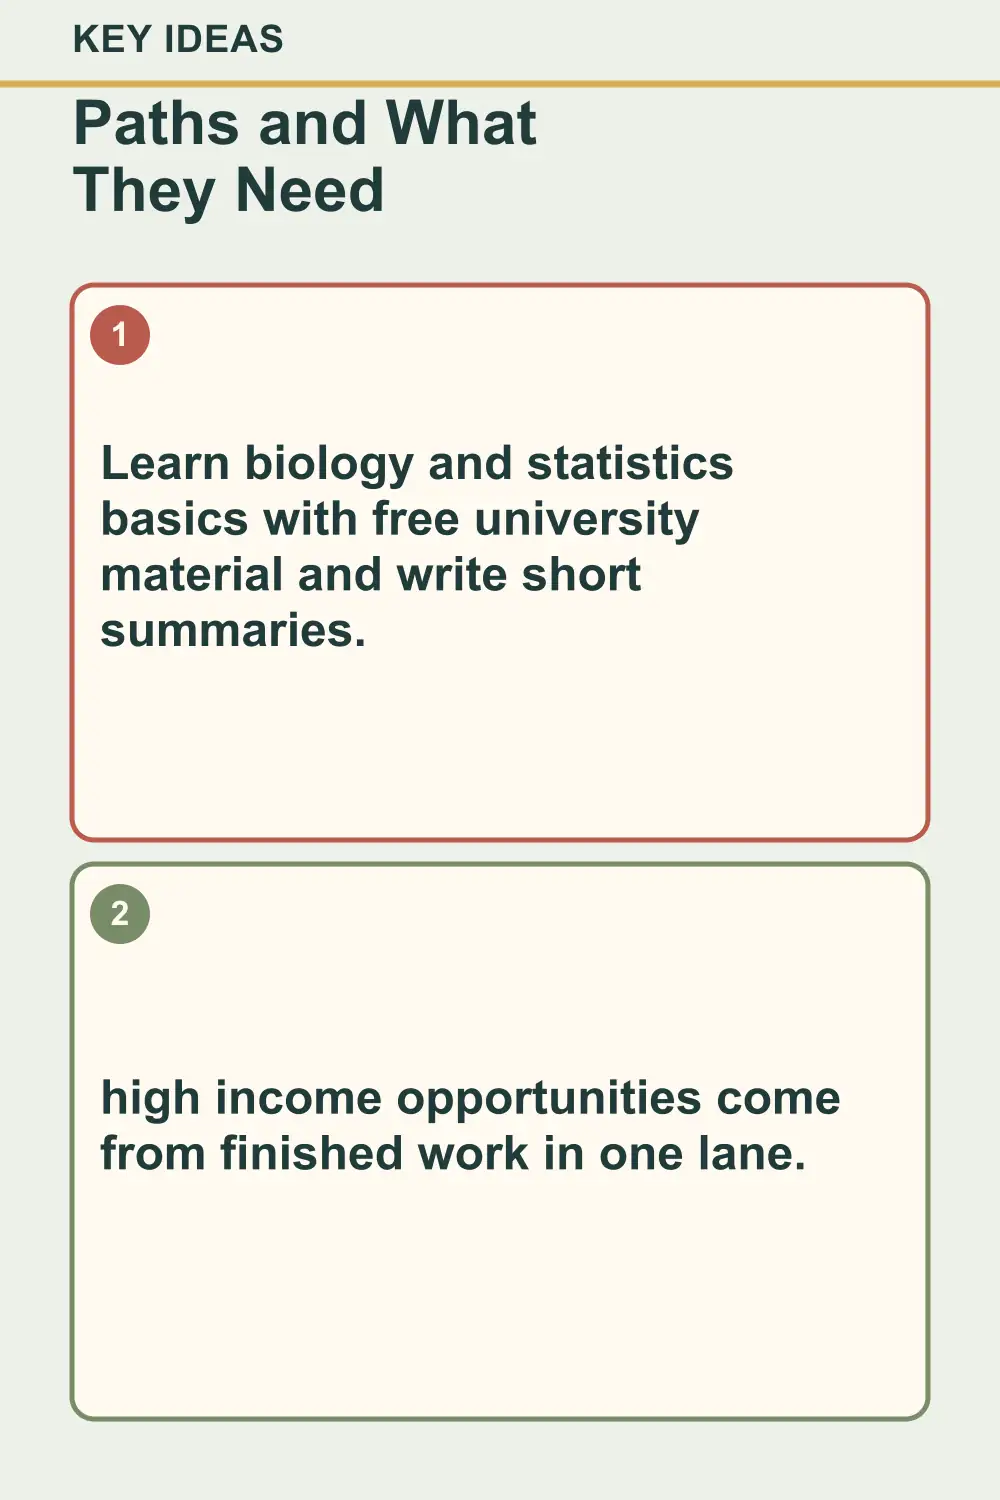 KEY IDEAS
Paths and What
They Need
1
Learn biology and statistics
basics with free university
material and write short
summaries.
2
high income opportunities come
from finished work in one lane.